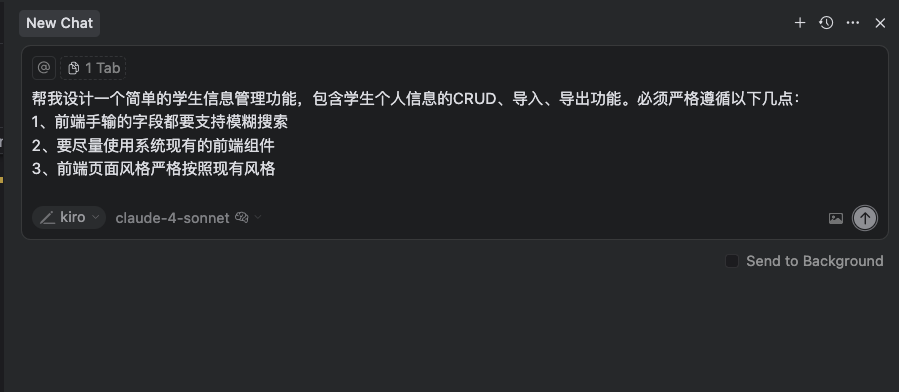 New Chat
@ 1 Tab
帮我设计一个简单的学生信息管理功能，包含学生个人信息的CRUD、导入、导出功能。必须严格遵循以下几点：
1、前端手输的字段都要支持模糊搜索
2、要尽量使用系统现有的前端组件
3、前端页面风格严格按照现有风格
kiro claude-4-sonnet
Send to Background